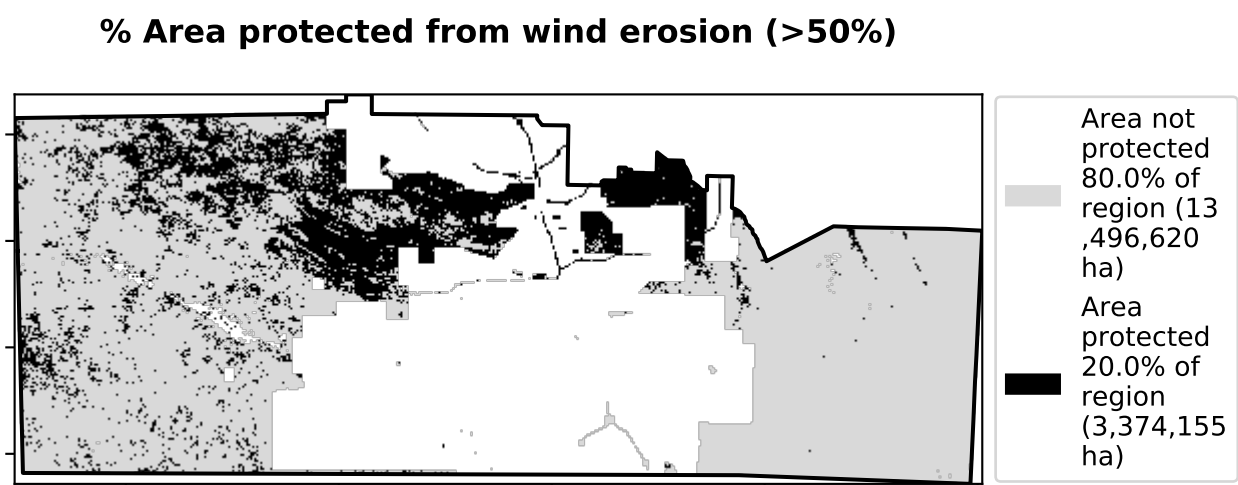 % Area protected from wind erosion (>50%)
Area not
protected
80.0% of
region (13
,496,620
ha)
Area
protected
20.0% of
region
(3,374,155
ha)